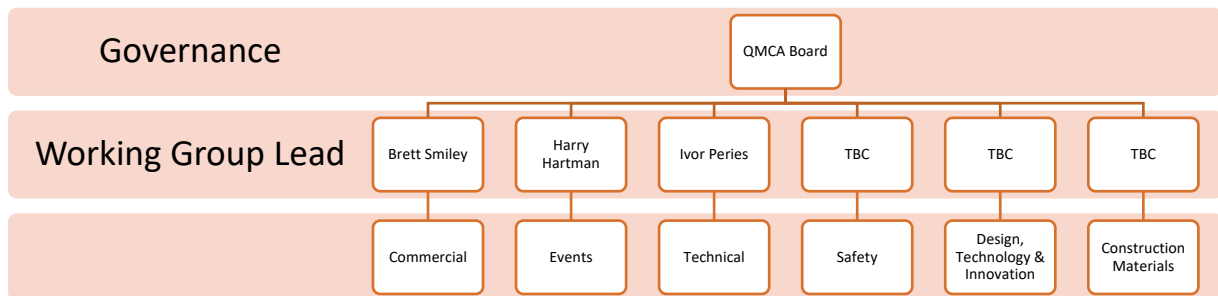 Governance
QMCA Board
Working Group Lead
Brett Smiley
Harry
Hartman
Ivor Peries
TBC
TBC
TBC
Commercial
Events
Technical
Safety
Design,
Technology &
Innovation
Construction
Materials